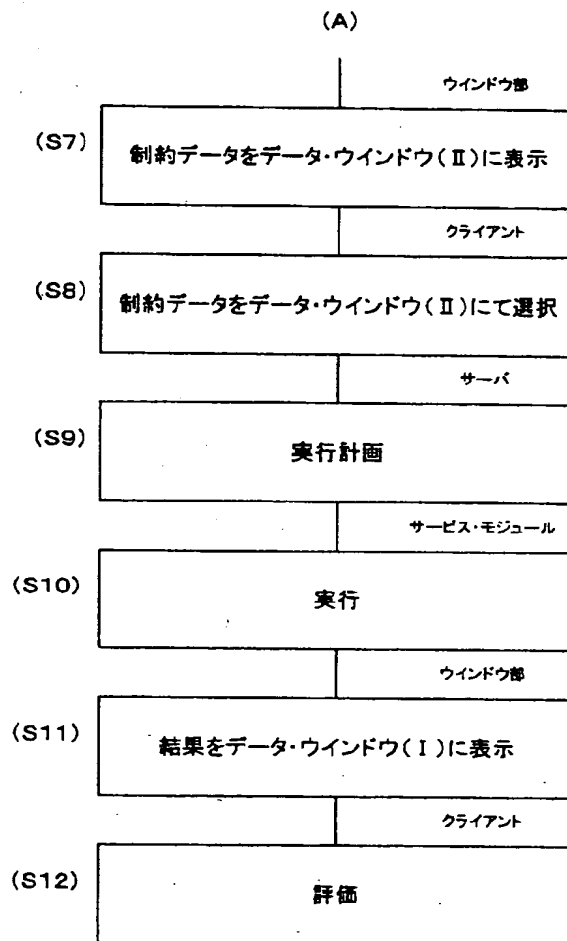 (A)
ウインドウ部
(S7)
制約データをデータ・ウインドウ(Ⅱ)に表示
クライアント
(S8)
制約データをデータ・ウインドウ(Ⅱ)にて選択
サーバ
(S9)
実行計画
サービス・モジュール
(S10)
実行
ウインドウ部
(S11)
結果をデータ・ウインドウ(Ⅰ)に表示
クライアント
(S12)
評価